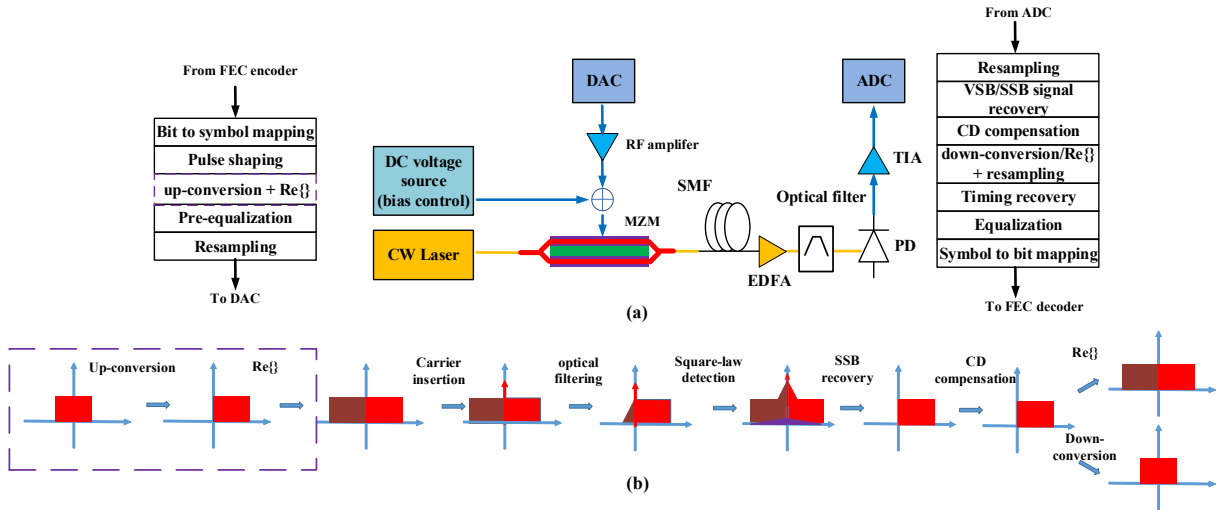 From FEC encoder
Bit to symbol mapping
Pulse shaping
up-conversion + Re{}
Pre-equalization
Resampling
To DAC
DAC
RF amplifer
DC voltage
source
(bias control)
MZM
CW Laser
SMF
EDFA
Optical filter
ADC
TIA
PD
From ADC
Resampling
VSB/SSB signal
recovery
CD compensation
down-conversion/Re{}
+ resampling
Timing recovery
Equalization
Symbol to bit mapping
To FEC decoder
(a)
Up-conversion
Re{}
Carrier
insertion
optical
filtering
Square-law
detection
SSB
recovery
CD
compensation
Re{}
Down-
conversion
(b)